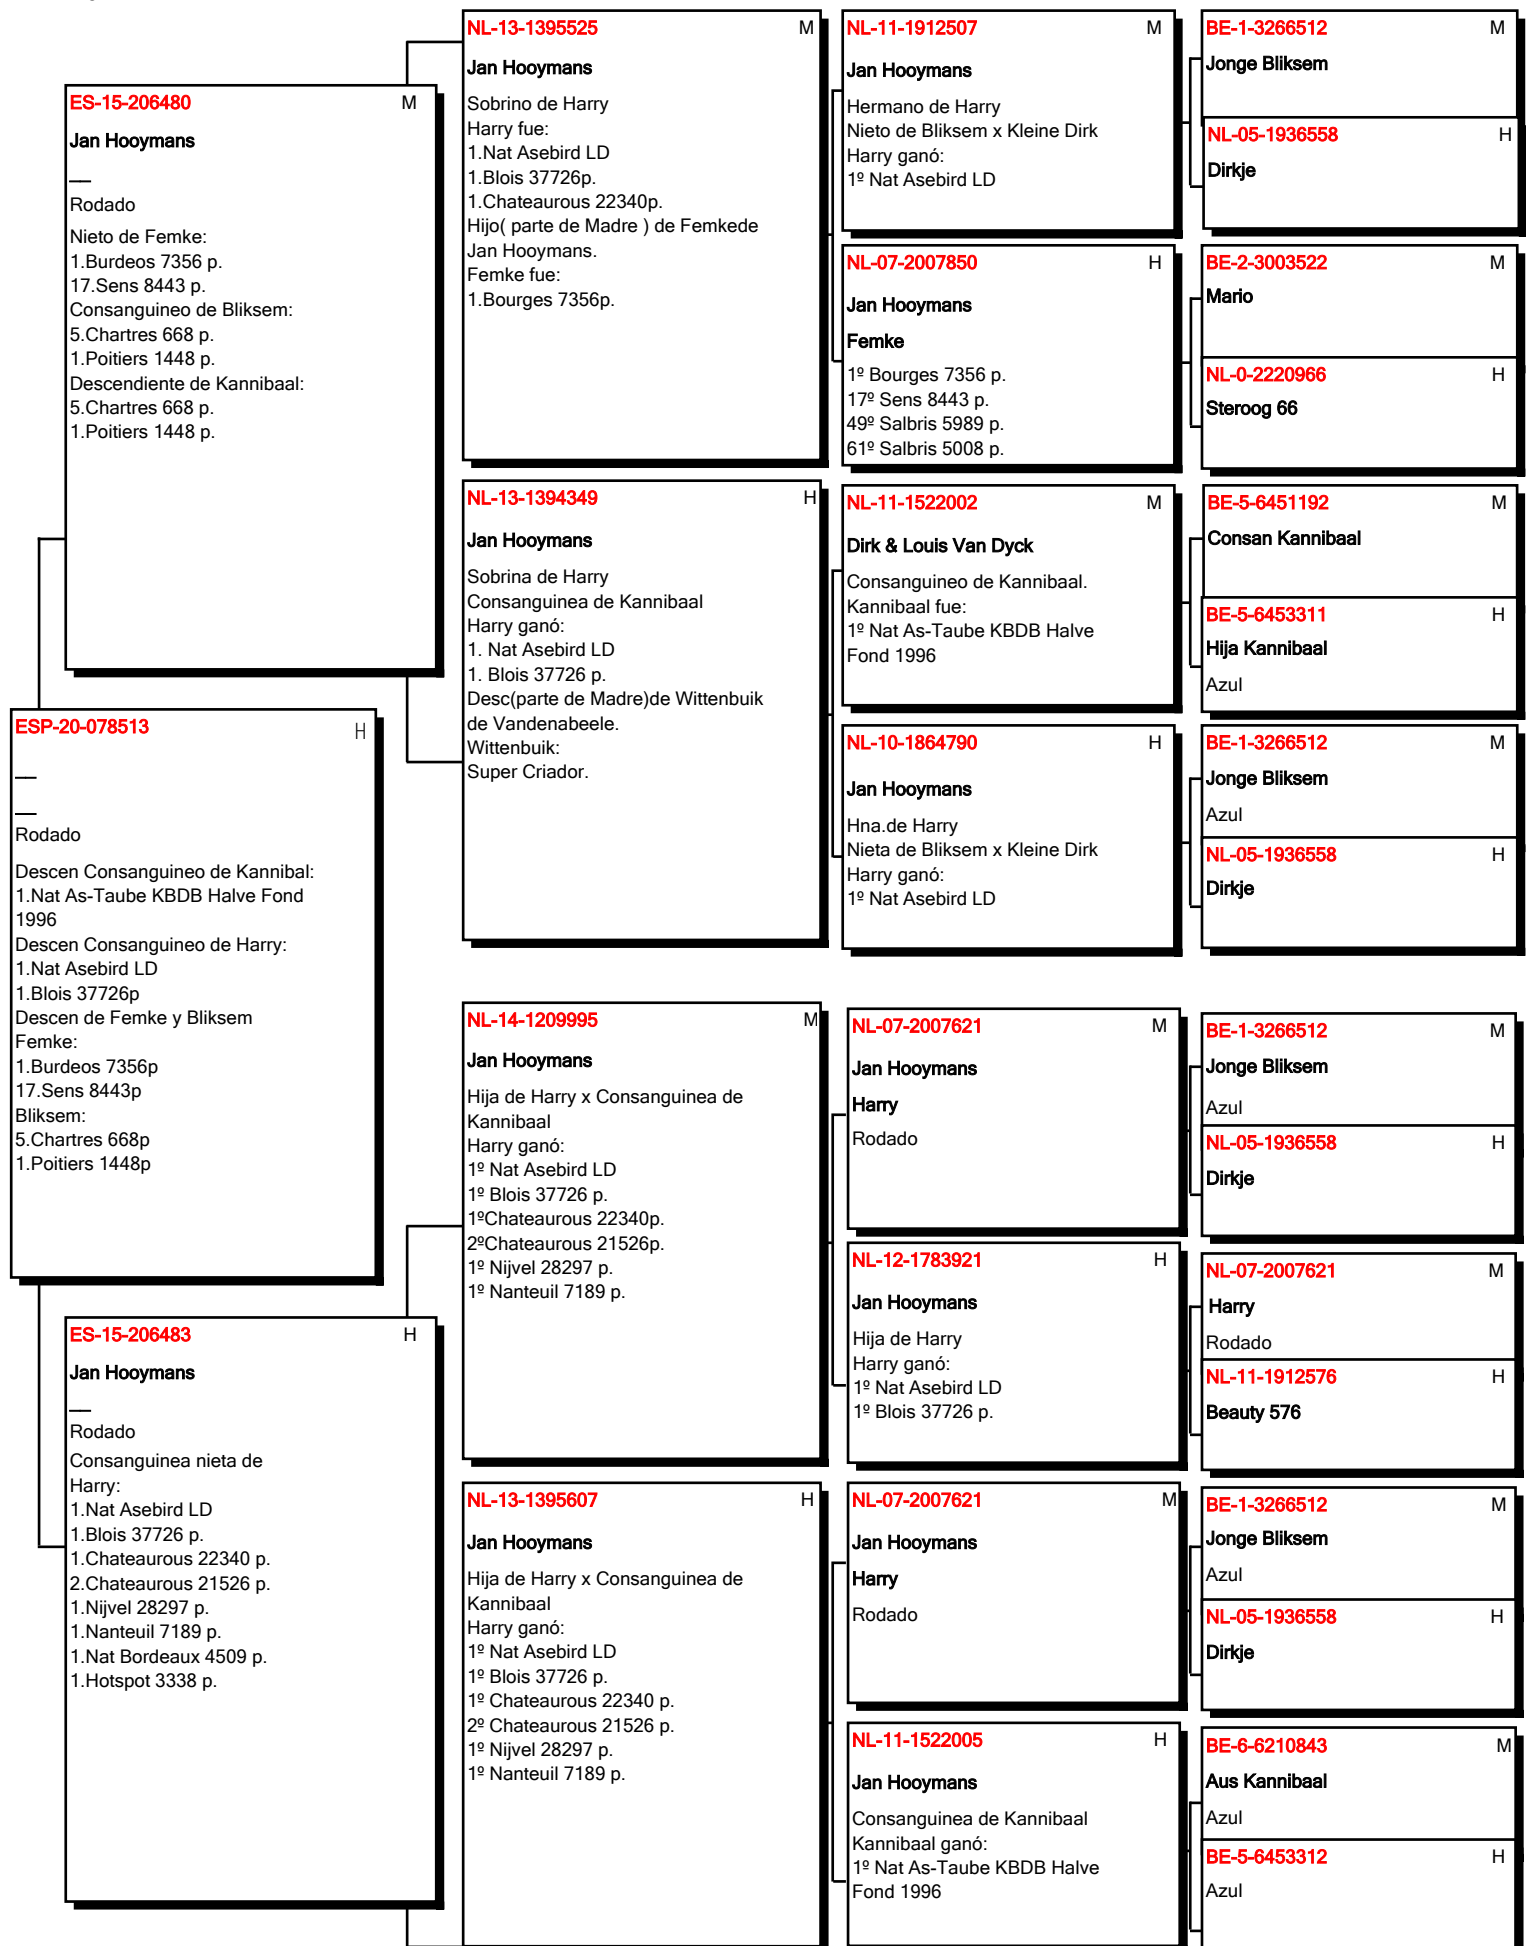 ESP-20-078513 H
__
__
Rodado
Descen Consanguineo de Kannibal:
1.Nat As-Taube KBDB Halve Fond
1996
Descen Consanguineo de Harry:
1.Nat Asebird LD
1.Blois 37726p
Descen de Femke y Bliksem
Femke:
1.Burdeos 7356p
17.Sens 8443p
Bliksem:
5.Chartres 668p
1.Poitiers 1448p
ES-15-206480 M
Jan Hooymans
__
Rodado
Nieto de Femke:
1.Burdeos 7356 p.
17.Sens 8443 p.
Consanguineo de Bliksem:
5.Chartres 668 p.
1.Poitiers 1448 p.
Descendiente de Kannibaal:
5.Chartres 668 p.
1.Poitiers 1448 p.
ES-15-206483 H
Jan Hooymans
__
Rodado
Consanguinea nieta de
Harry:
1.Nat Asebird LD
1.Blois 37726 p.
1.Chateaurous 22340 p.
2.Chateaurous 21526 p.
1.Nijvel 28297 p.
1.Nanteuil 7189 p.
1.Nat Bordeaux 4509 p.
1.Hotspot 3338 p.
NL-13-1395525 M
Jan Hooymans
Sobrino de Harry
Harry fue:
1.Nat Asebird LD
1.Blois 37726p.
1.Chateaurous 22340p.
Hijo( parte de Madre ) de Femkede
Jan Hooymans.
Femke fue:
1.Bourges 7356p.
NL-13-1394349 H
Jan Hooymans
Sobrina de Harry
Consanguinea de Kannibaal
Harry ganó:
1. Nat Asebird LD
1. Blois 37726 p.
Desc(parte de Madre)de Wittenbuik
de Vandenabeele.
Wittenbuik:
Super Criador.
NL-14-1209995 M
Jan Hooymans
Hija de Harry x Consanguinea de
Kannibaal
Harry ganó:
1º Nat Asebird LD
1º Blois 37726 p.
1ºChateaurous 22340p.
2ºChateaurous 21526p.
1º Nijvel 28297 p.
1º Nanteuil 7189 p.
NL-13-1395607 H
Jan Hooymans
Hija de Harry x Consanguinea de
Kannibaal
Harry ganó:
1º Nat Asebird LD
1º Blois 37726 p.
1º Chateaurous 22340 p.
2º Chateaurous 21526 p.
1º Nijvel 28297 p.
1º Nanteuil 7189 p.
NL-11-1912507 M
Jan Hooymans
Hermano de Harry
Nieto de Bliksem x Kleine Dirk
Harry ganó:
1º Nat Asebird LD
NL-07-2007850 H
Jan Hooymans
Femke
1º Bourges 7356 p.
17º Sens 8443 p.
49º Salbris 5989 p.
61º Salbris 5008 p.
NL-11-1522002 M
Dirk & Louis Van Dyck
Consanguineo de Kannibaal.
Kannibaal fue:
1º Nat As-Taube KBDB Halve
Fond 1996
NL-10-1864790 H
Jan Hooymans
Hna.de Harry
Nieta de Bliksem x Kleine Dirk
Harry ganó:
1º Nat Asebird LD
NL-07-2007621 M
Jan Hooymans
Harry
Rodado
NL-12-1783921 H
Jan Hooymans
Hija de Harry
Harry ganó:
1º Nat Asebird LD
1º Blois 37726 p.
NL-07-2007621 M
Jan Hooymans
Harry
Rodado
NL-11-1522005 H
Jan Hooymans
Consanguinea de Kannibaal
Kannibaal ganó:
1º Nat As-Taube KBDB Halve
Fond 1996
BE-1-3266512 M
Jonge Bliksem
NL-05-1936558 H
Dirkje
BE-2-3003522 M
Mario
NL-0-2220966 H
Steroog 66
BE-5-6451192 M
Consan Kannibaal
BE-5-6453311 H
Hija Kannibaal
Azul
BE-1-3266512 M
Jonge Bliksem
Azul
NL-05-1936558 H
Dirkje
BE-1-3266512 M
Jonge Bliksem
Azul
NL-05-1936558 H
Dirkje
NL-07-2007621 M
Harry
Rodado
NL-11-1912576 H
Beauty 576
BE-1-3266512 M
Jonge Bliksem
Azul
NL-05-1936558 H
Dirkje
BE-6-6210843 M
Aus Kannibaal
Azul
BE-5-6453312 H
Azul